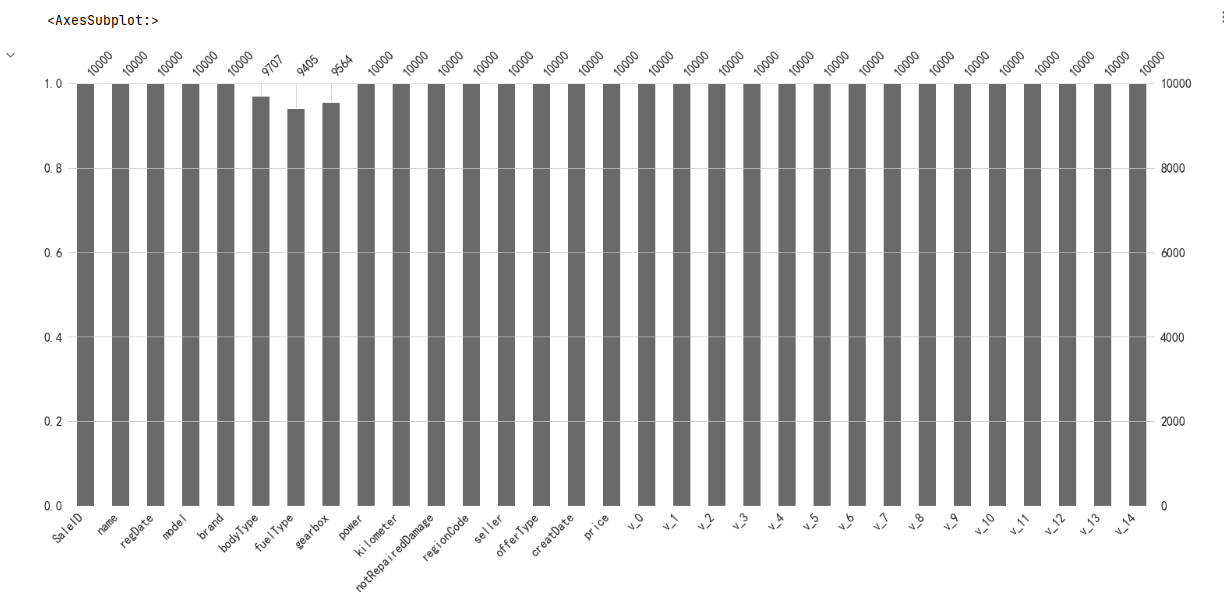 <AxesSubplot:>
10000 10000 10000 10000 10000 9707 9405 9564 10000 10000 10000 10000 10000 10000 10000 10000 10000 10000 10000 10000 10000 10000 10000 10000 10000 10000 10000 10000 10000 10000 10000
1.0 10000
0.8 8000
0.6 6000
0.4 4000
0.2 2000
0.0 0
SaleID name regDate model brand bodyType fuelType gearbox power kilometer notRepairedDamage regionCode seller offerType creatDate price v_0 v_1 v_2 v_3 v_4 v_5 v_6 v_7 v_8 v_9 v_10 v_11 v_12 v_13 v_14